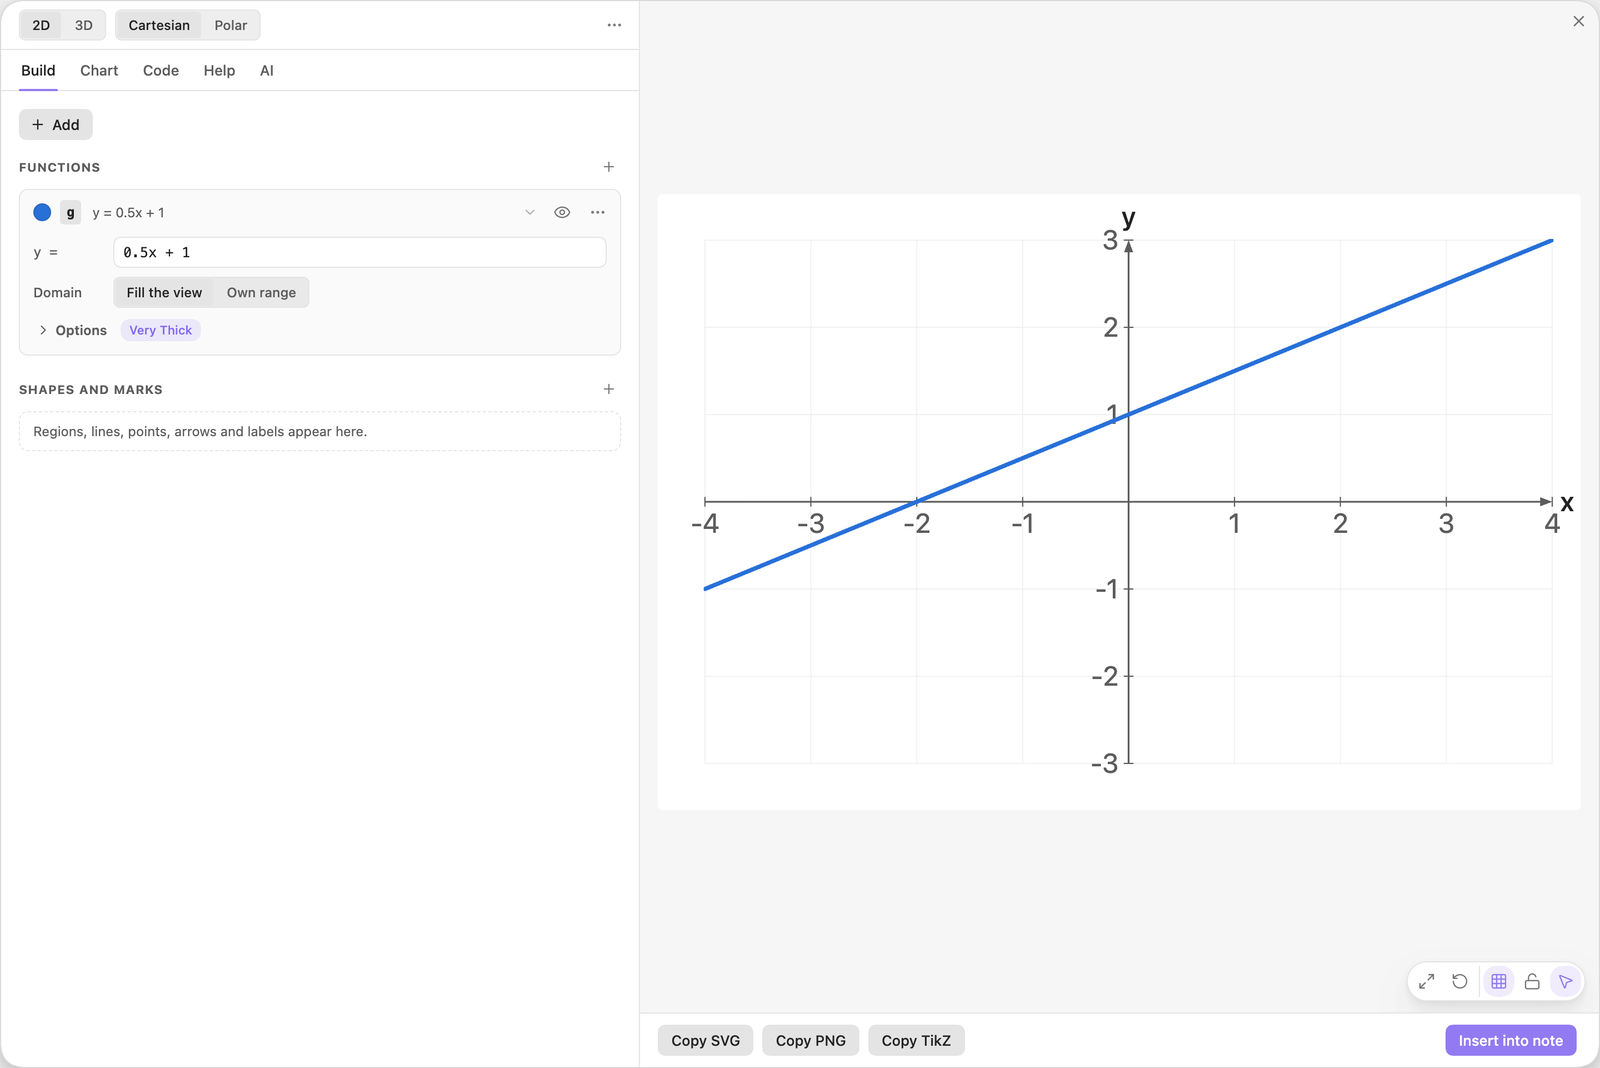 2D 3D Cartesian Polar
Build Chart Code Help AI
+ Add
FUNCTIONS
g y = 0.5x + 1
y = 0.5x + 1
Domain Fill the view Own range
Options Very Thick
SHAPES AND MARKS
Regions, lines, points, arrows and labels appear here.
y
3
2
1
x
-4 -3 -2 -1 1 2 3 4
-1
-2
-3
Copy SVG Copy PNG Copy TikZ Insert into note